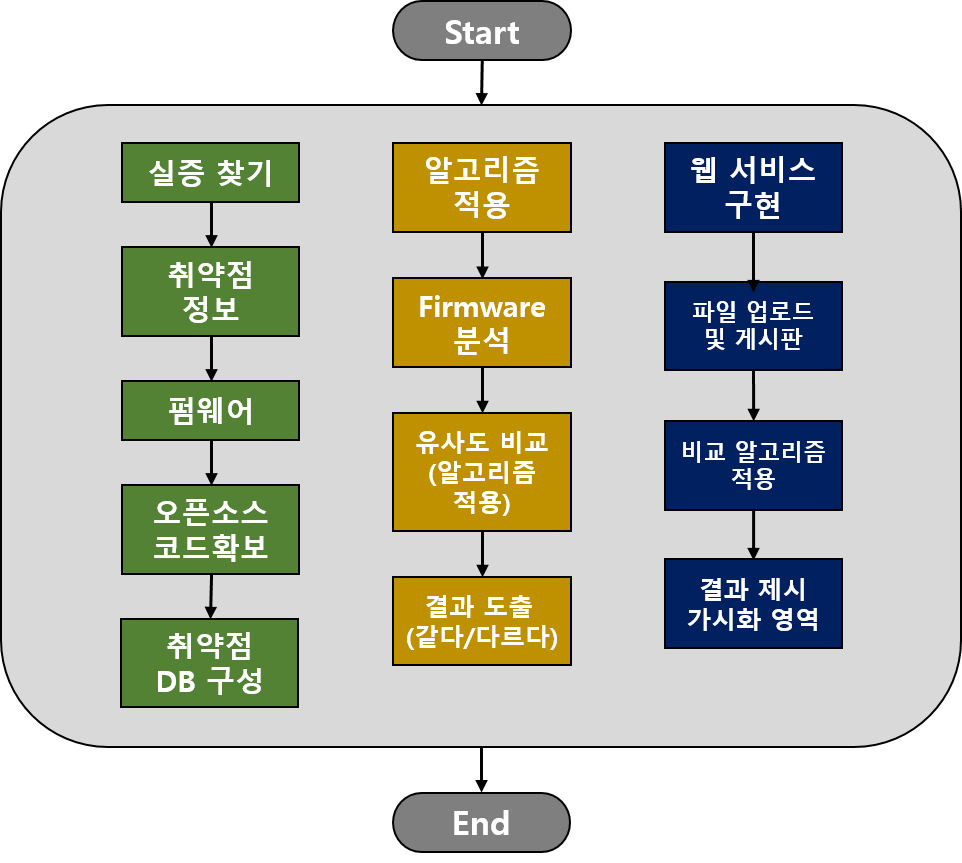 Start
실증 찾기
취약점
정보
펌웨어
오픈소스
코드확보
취약점
DB 구성
알고리즘
적용
Firmware
분석
유사도 비교
(알고리즘
적용)
결과 도출
(같다/다르다)
웹 서비스
구현
파일 업로드
및 게시판
비교 알고리즘
적용
결과 제시
가시화 영역
End